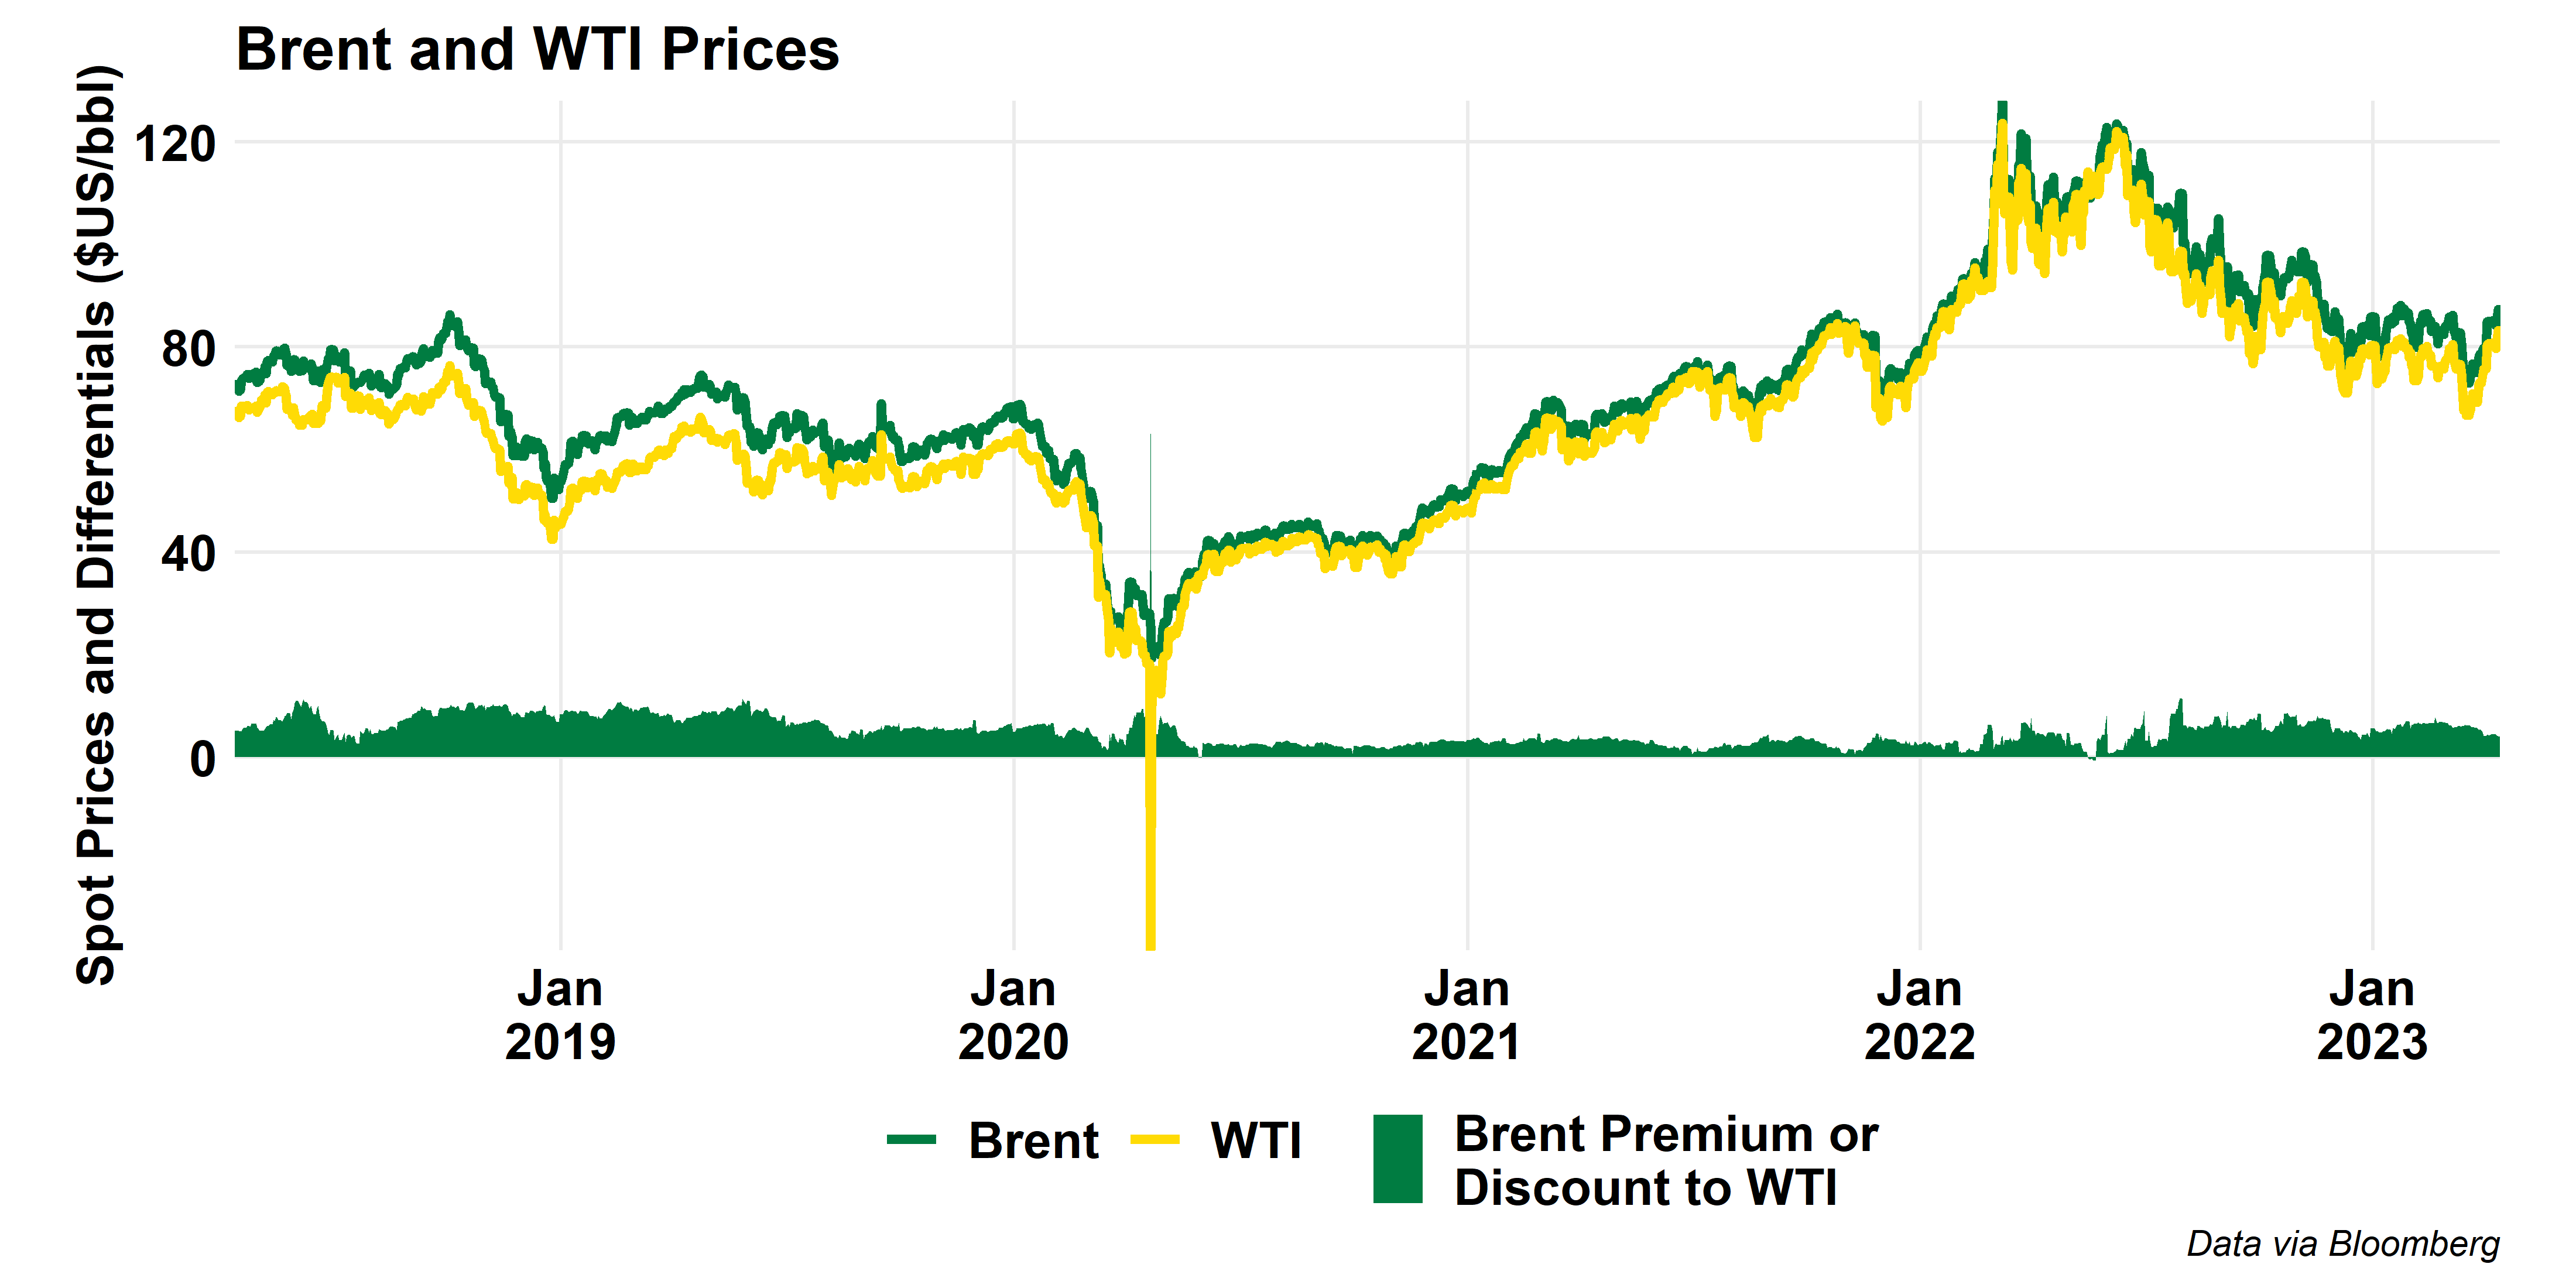 Brent and WTI Prices
Spot Prices and Differentials ($US/bbl)
120
80
40
0
Jan
2019
Jan
2020
Jan
2021
Jan
2022
Jan
2023
Brent
WTI
Brent Premium or
Discount to WTI
Data via Bloomberg